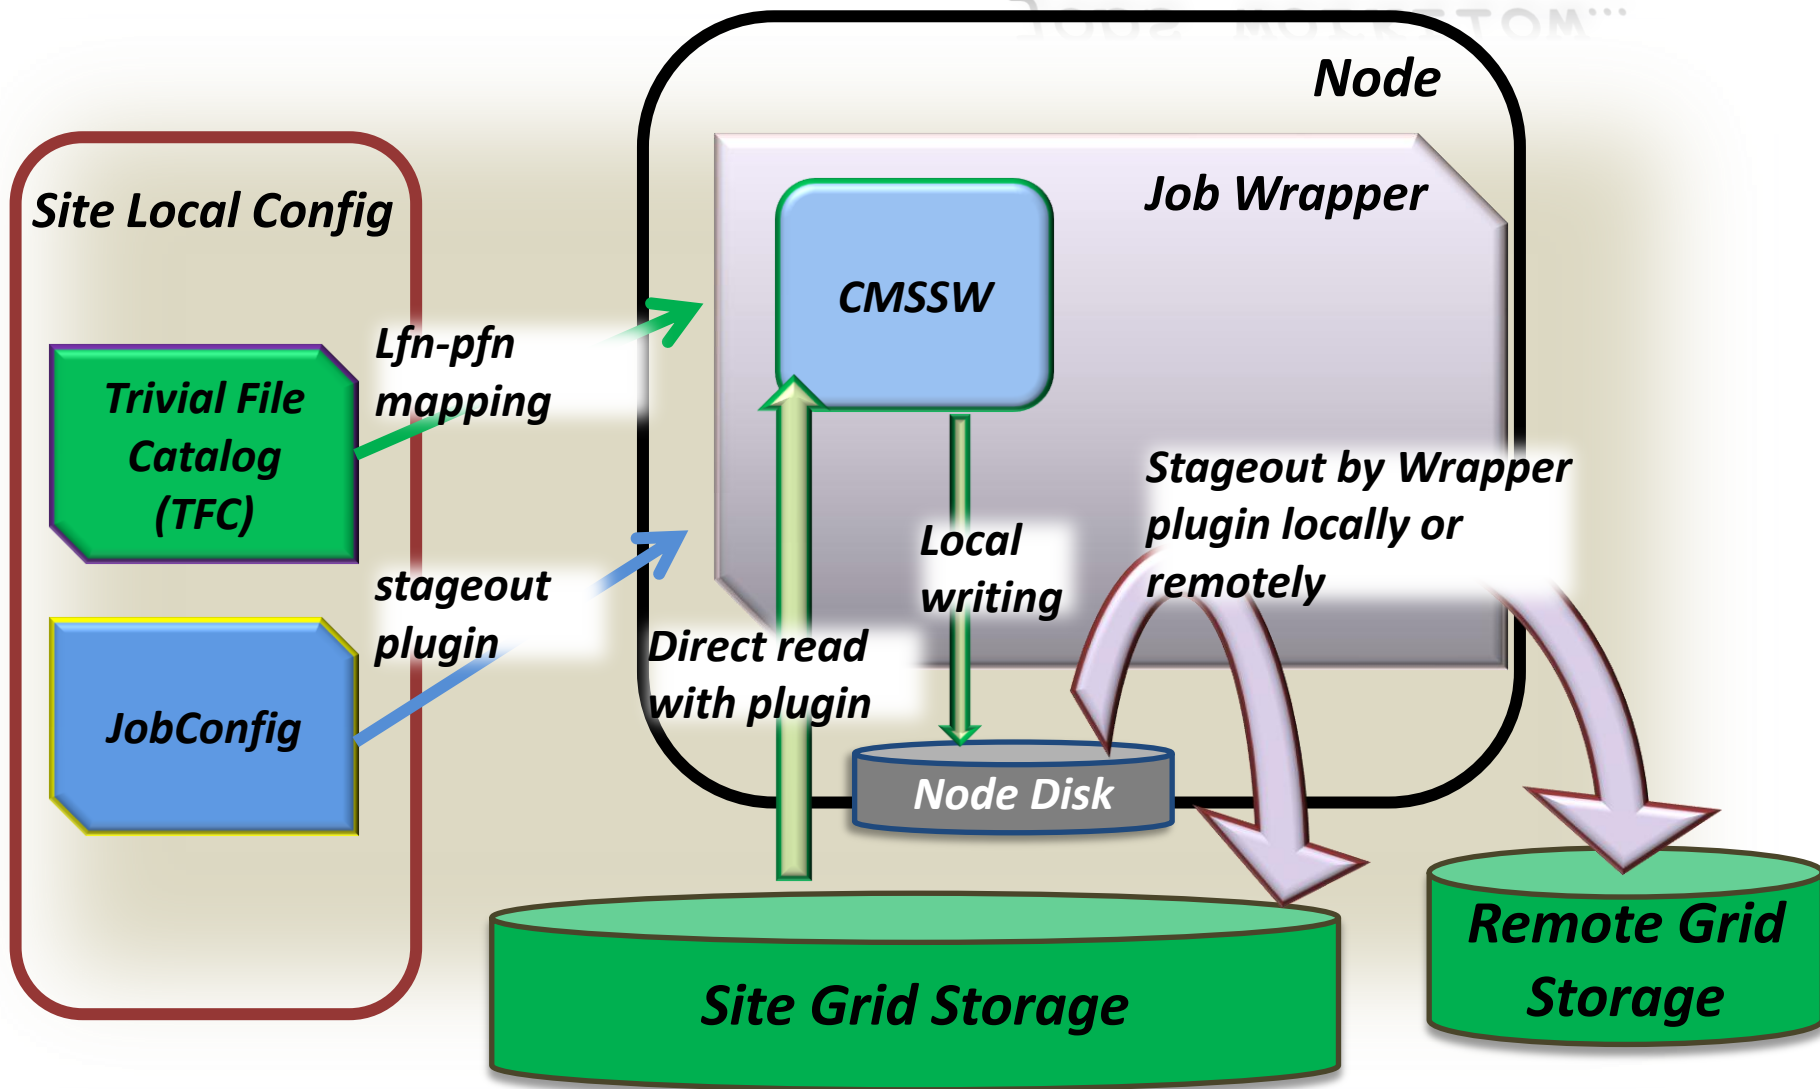 Node
Job Wrapper
Site Local Config
CMSSW
Lfn-pfn
mapping
Trivial File
Catalog
(TFC)
Stageout by Wrapper
plugin locally or
remotely
Local
writing
stageout
plugin
Direct read
with plugin
JobConfig
Node Disk
Remote Grid
Storage
Site Grid Storage